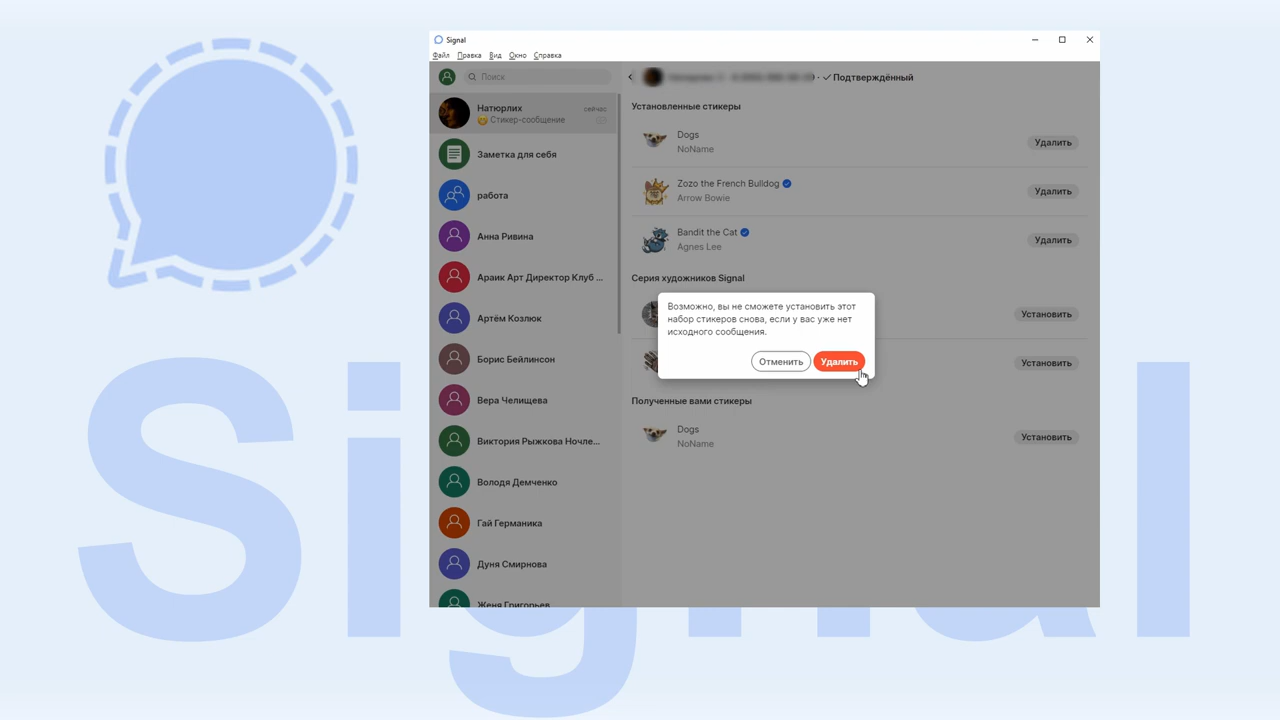 Signal
Файл Правка Вид Окно Справка
Поиск
Подтверждённый
Натюрлих
сейчас
Стикер-сообщение
Заметка для себя
работа
Анна Ривина
Араик Арт Директор Клуб ...
Артём Козлюк
Борис Бейлинсон
Вера Челищева
Виктория Рыжкова Ночле...
Володя Демченко
Гай Германика
Дуня Смирнова
Женя Григорьев
Установленные стикеры
Dogs
NoName
Удалить
Zozo the French Bulldog
Arrow Bowie
Удалить
Bandit the Cat
Agnes Lee
Удалить
Серия художников Signal
Установить
Возможно, вы не сможете установить этот
набор стикеров снова, если у вас уже нет
исходного сообщения.
Отменить Удалить
Установить
Полученные вами стикеры
Dogs
NoName
Установить
Signal